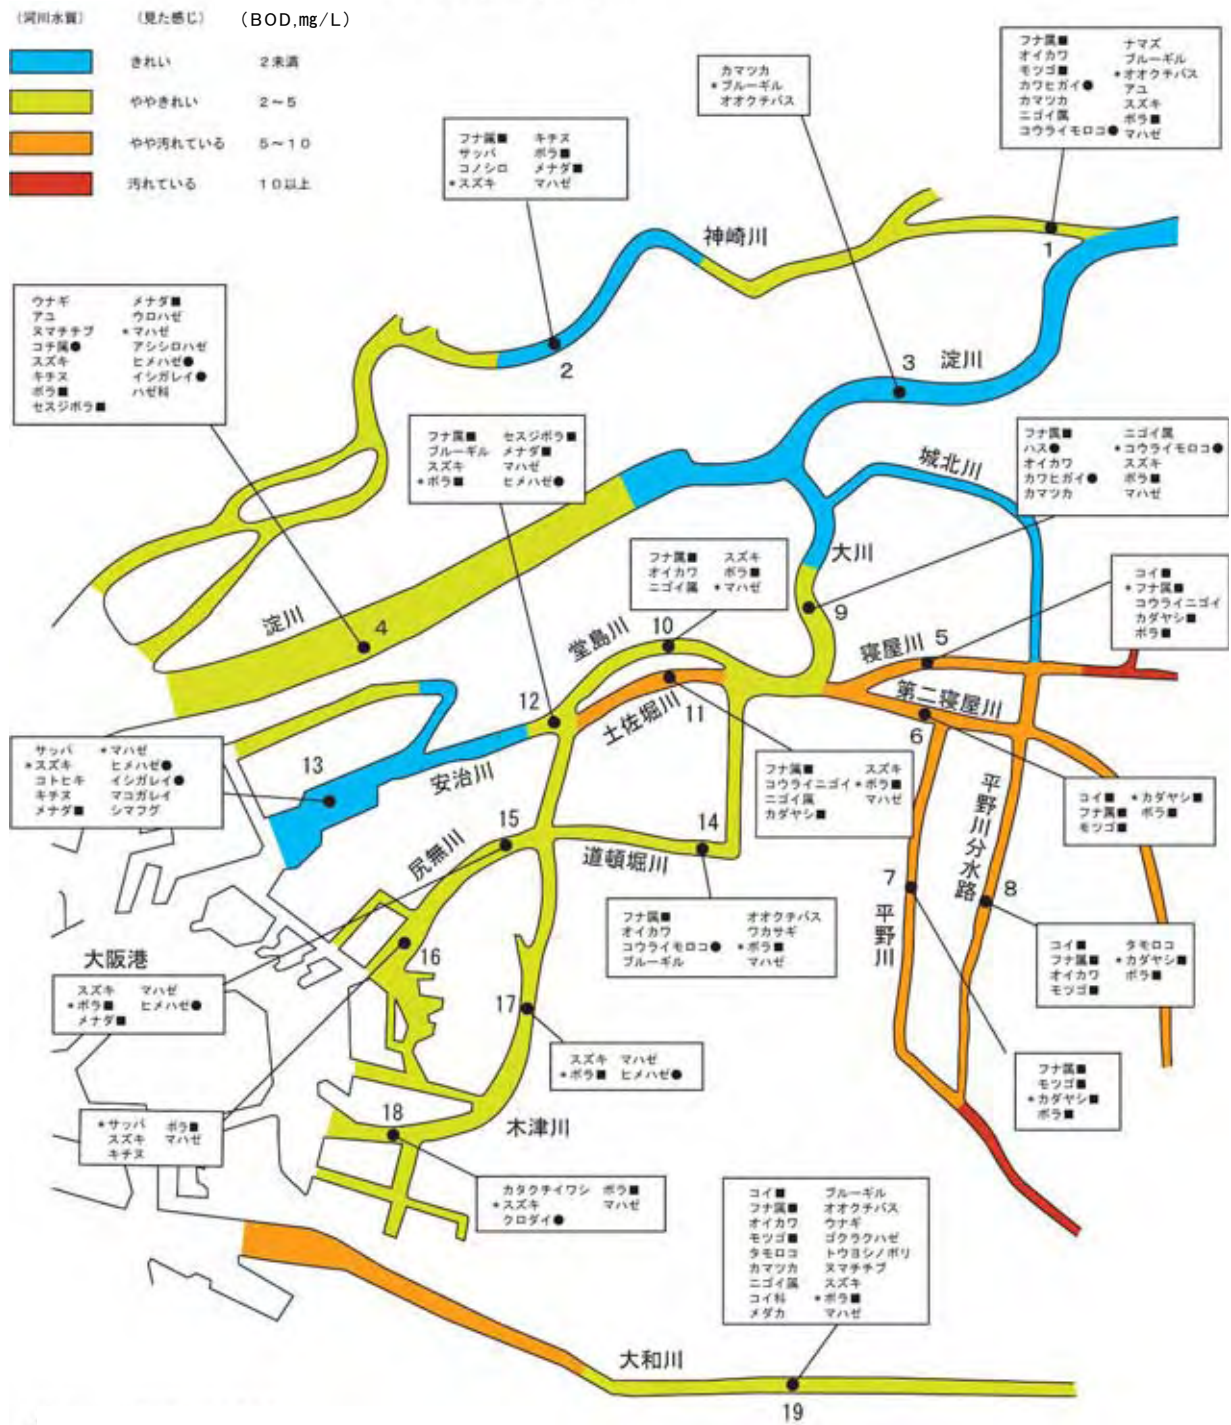 (河川水質) (見た感じ) (BOD,mg/L)
きれい 2未満
ややきれい 2～5
やや汚れている 5～10
汚れている 10以上
フナ属■ ナマズ
オイカワ ブルーギル
モツゴ■ *オオクチバス
カワヒガイ● アユ
カマツカ スズキ
ニゴイ属 ボラ■
コウライモロコ● マハゼ
カマツカ
*ブルーギル
オオクチバス
フナ属■ キチヌ
サッパ ボラ■
コノシロ メナダ■
*スズキ マハゼ
神崎川
1
2
3
淀川
ウナギ メナダ■
アユ ウロハゼ
ヌマチチブ *マハゼ
コチ属● アシシロハゼ
スズキ ヒメハゼ●
キチヌ イシガレイ●
ボラ■ ハゼ科
セスジボラ■
フナ属■ セスジボラ■
ブルーギル メナダ■
スズキ マハゼ
*ボラ■ ヒメハゼ●
フナ属■ ニゴイ属
ハス● *コウライモロコ●
オイカワ スズキ
カワヒガイ● ボラ■
カマツカ マハゼ
城北川
大川
フナ属■ スズキ
オイカワ ボラ■
ニゴイ属 *マハゼ
コイ■
*フナ属■
コウライニゴイ
カダヤシ■
ボラ■
淀川
4
9
堂島川
10
寝屋川
5
第二寝屋川
6
12
土佐堀川
11
サッパ *マハゼ
*スズキ ヒメハゼ●
コトヒキ イシガレイ●
キチヌ マコガレイ
メナダ■ シマフグ
13
安治川
フナ属■ スズキ
コウライニゴイ *ボラ■
ニゴイ属 マハゼ
カダヤシ■
コイ■ *カダヤシ■
フナ属■ ボラ■
モツゴ■
平野川分水路
15
尻無川
道頓堀川
14
7
8
平野川
フナ属■ オオクチバス
オイカワ ワカサギ
コウライモロコ● *ボラ■
ブルーギル マハゼ
コイ■ タモロコ
フナ属■ *カダヤシ■
オイカワ ボラ■
モツゴ■
大阪港
16
スズキ マハゼ
*ボラ■ ヒメハゼ●
メナダ■
17
スズキ マハゼ
*ボラ■ ヒメハゼ●
フナ属■
モツゴ■
*カダヤシ■
ボラ■
*サッパ ボラ■
スズキ マハゼ
キチヌ
18
木津川
カタクチイワシ ボラ■
*スズキ マハゼ
クロダイ●
コイ■ ブルーギル
フナ属■ オオクチバス
オイカワ ウナギ
モツゴ■ ゴクラクハゼ
タモロコ トウヨシノボリ
カマツカ ヌマチチブ
ニゴイ属 スズキ
コイ科 *ボラ■
メダカ マハゼ
大和川
19